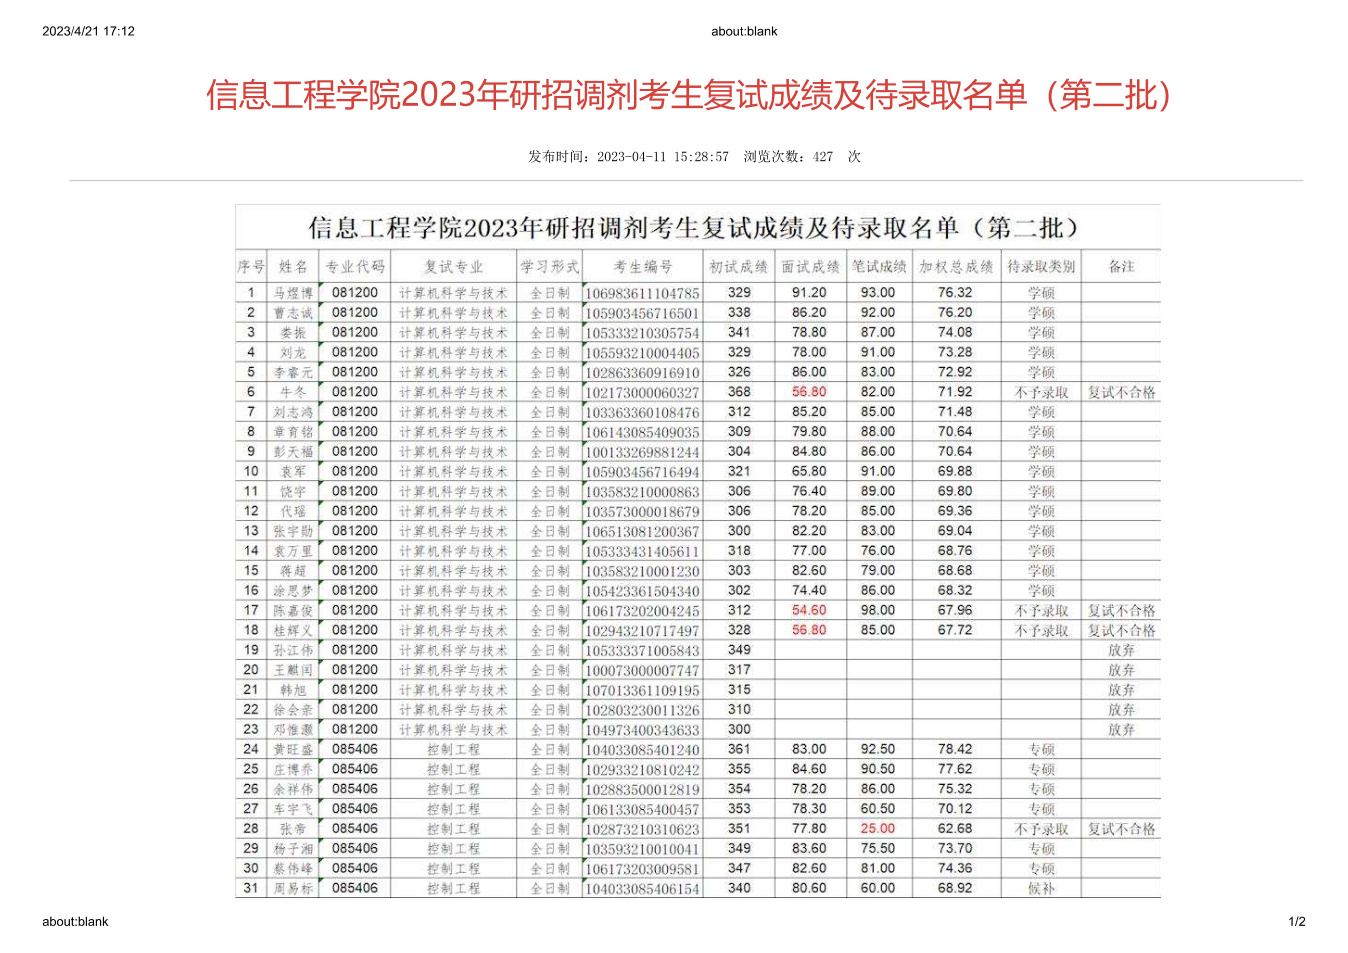 2023/4/21 17:12 about:blank
信息工程学院2023年研招调剂考生复试成绩及待录取名单（第二批）
发布时间：2023-04-11 15:28:57 浏览次数：427 次
信息工程学院2023年研招调剂考生复试成绩及待录取名单（第二批）
序号 姓名 专业代码 复试专业 学习形式 考生编号 初试成绩 面试成绩 笔试成绩 加权总成绩 待录取类别 备注
1 马煜博 081200 计算机科学与技术 全日制 106983611104785 329 91.20 93.00 76.32 学硕
2 曹志诚 081200 计算机科学与技术 全日制 105903456716501 338 86.20 92.00 76.20 学硕
3 娄振 081200 计算机科学与技术 全日制 105333210305754 341 78.80 87.00 74.08 学硕
4 刘龙 081200 计算机科学与技术 全日制 105593210004405 329 78.00 91.00 73.28 学硕
5 李睿元 081200 计算机科学与技术 全日制 102863360916910 326 86.00 83.00 72.92 学硕
6 牛冬 081200 计算机科学与技术 全日制 102173000060327 368 56.80 82.00 71.92 不予录取 复试不合格
7 刘志鸿 081200 计算机科学与技术 全日制 103363360108476 312 85.20 85.00 71.48 学硕
8 章育铭 081200 计算机科学与技术 全日制 106143085409035 309 79.80 88.00 70.64 学硕
9 彭天福 081200 计算机科学与技术 全日制 100133269881244 304 84.80 86.00 70.64 学硕
10 袁军 081200 计算机科学与技术 全日制 105903456716494 321 65.80 91.00 69.88 学硕
11 饶宇 081200 计算机科学与技术 全日制 103583210000863 306 76.40 89.00 69.80 学硕
12 代瑶 081200 计算机科学与技术 全日制 103573000018679 306 78.20 85.00 69.36 学硕
13 张宇勋 081200 计算机科学与技术 全日制 106513081200367 300 82.20 83.00 69.04 学硕
14 袁万里 081200 计算机科学与技术 全日制 105333431405611 318 77.00 76.00 68.76 学硕
15 蒋超 081200 计算机科学与技术 全日制 103583210001230 303 82.60 79.00 68.68 学硕
16 涂思梦 081200 计算机科学与技术 全日制 105423361504340 302 74.40 86.00 68.32 学硕
17 陈嘉俊 081200 计算机科学与技术 全日制 106173202004245 312 54.60 98.00 67.96 不予录取 复试不合格
18 桂辉义 081200 计算机科学与技术 全日制 102943210717497 328 56.80 85.00 67.72 不予录取 复试不合格
19 孙江伟 081200 计算机科学与技术 全日制 105333371005843 349 放弃
20 王麒闰 081200 计算机科学与技术 全日制 100073000007747 317 放弃
21 韩旭 081200 计算机科学与技术 全日制 107013361109195 315 放弃
22 徐会亲 081200 计算机科学与技术 全日制 102803230011326 310 放弃
23 邓惟灏 081200 计算机科学与技术 全日制 104973400343633 300 放弃
24 黄旺盛 085406 控制工程 全日制 104033085401240 361 83.00 92.50 78.42 专硕
25 庄博乔 085406 控制工程 全日制 102933210810242 355 84.60 90.50 77.62 专硕
26 余祥伟 085406 控制工程 全日制 102883500012819 354 78.20 86.00 75.32 专硕
27 车宇飞 085406 控制工程 全日制 106133085400457 353 78.30 60.50 70.12 专硕
28 张帝 085406 控制工程 全日制 102873210310623 351 77.80 25.00 62.68 不予录取 复试不合格
29 杨子湘 085406 控制工程 全日制 103593210010041 349 83.60 75.50 73.70 专硕
30 蔡伟峰 085406 控制工程 全日制 106173203009581 347 82.60 81.00 74.36 专硕
31 周易标 085406 控制工程 全日制 104033085406154 340 80.60 60.00 68.92 候补
about:blank 1/2